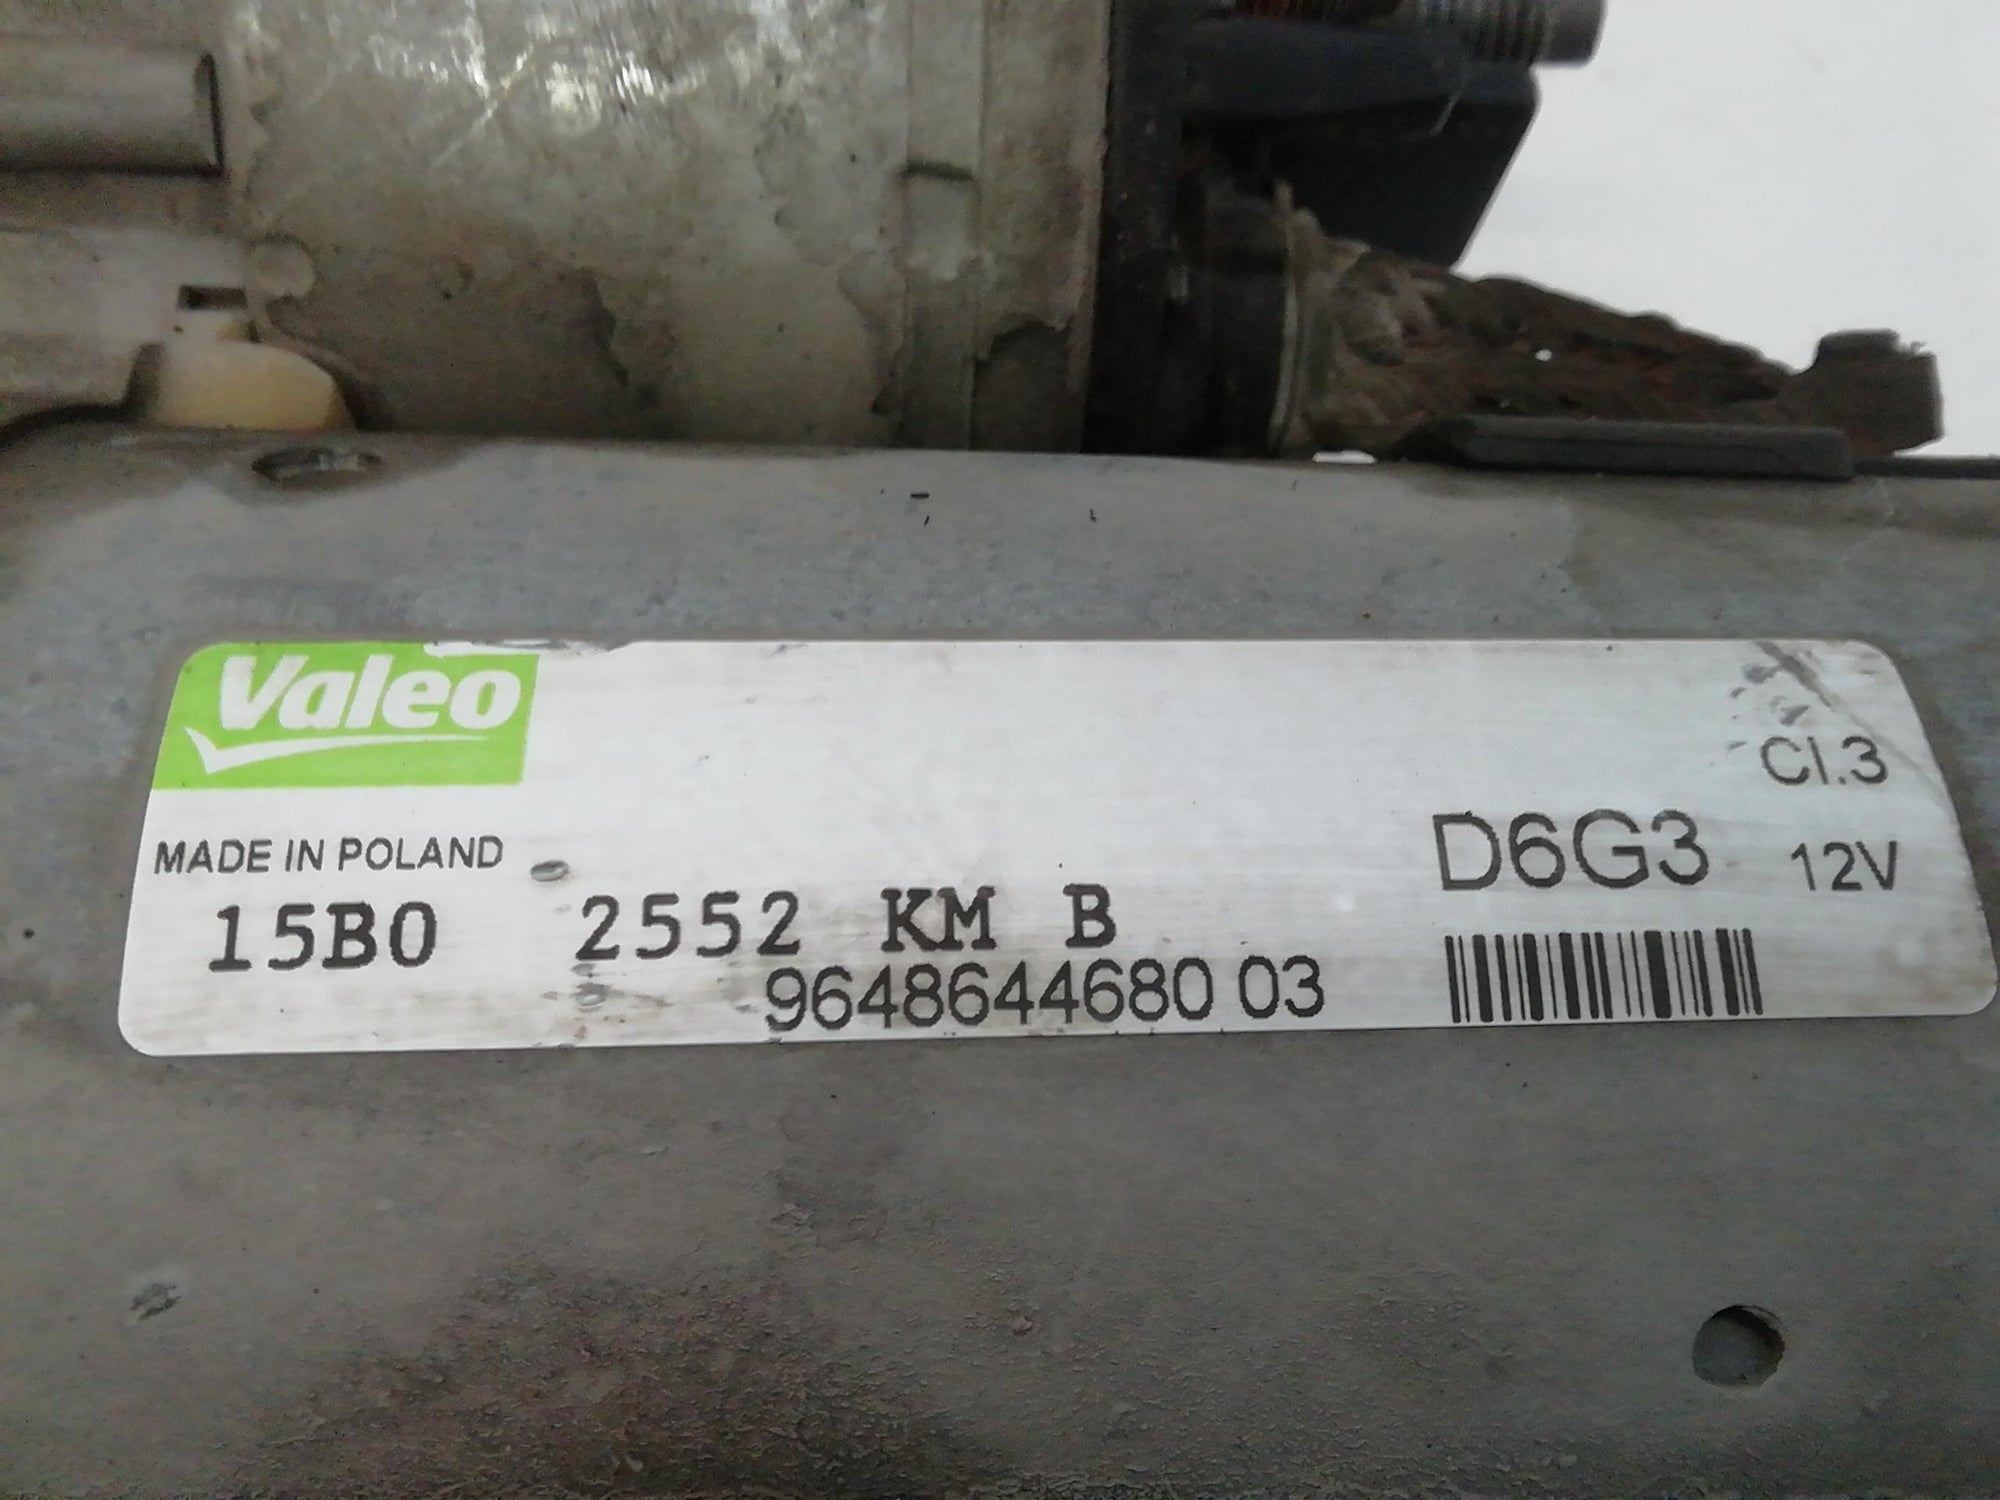 Valeo
Cl.3
MADE IN POLAND
D6G3 12V
15B0 2552 KM B
9648644680 03